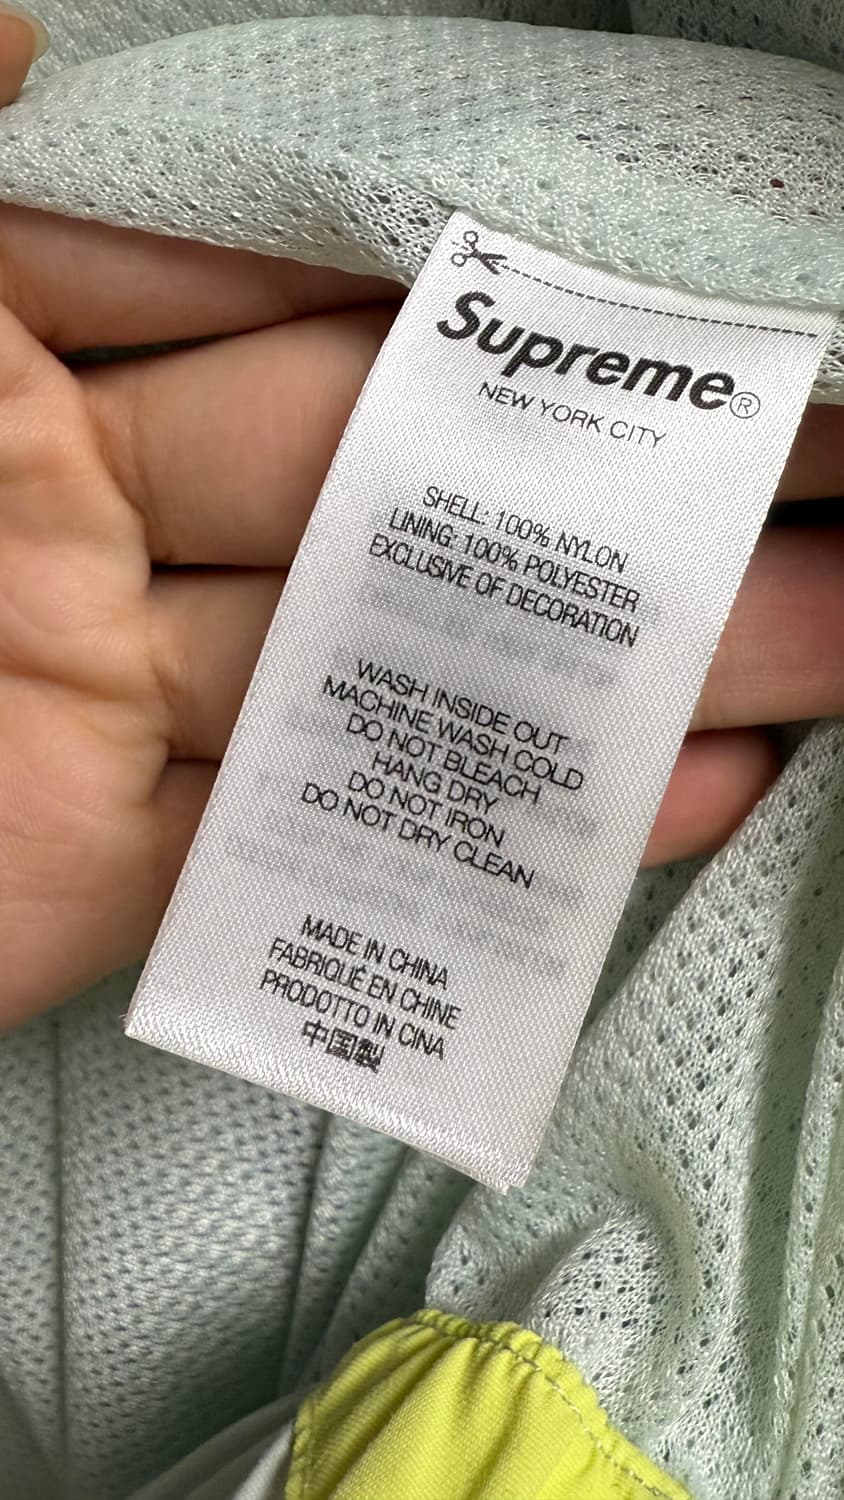 Supreme®
NEW YORK CITY
SHELL: 100% NYLON
LINING: 100% POLYESTER
EXCLUSIVE OF DECORATION
WASH INSIDE OUT
MACHINE WASH COLD
DO NOT BLEACH
HANG DRY
DO NOT IRON
DO NOT DRY CLEAN
MADE IN CHINA
FABRIQUÉ EN CHINE
PRODOTTO IN CINA
中国製